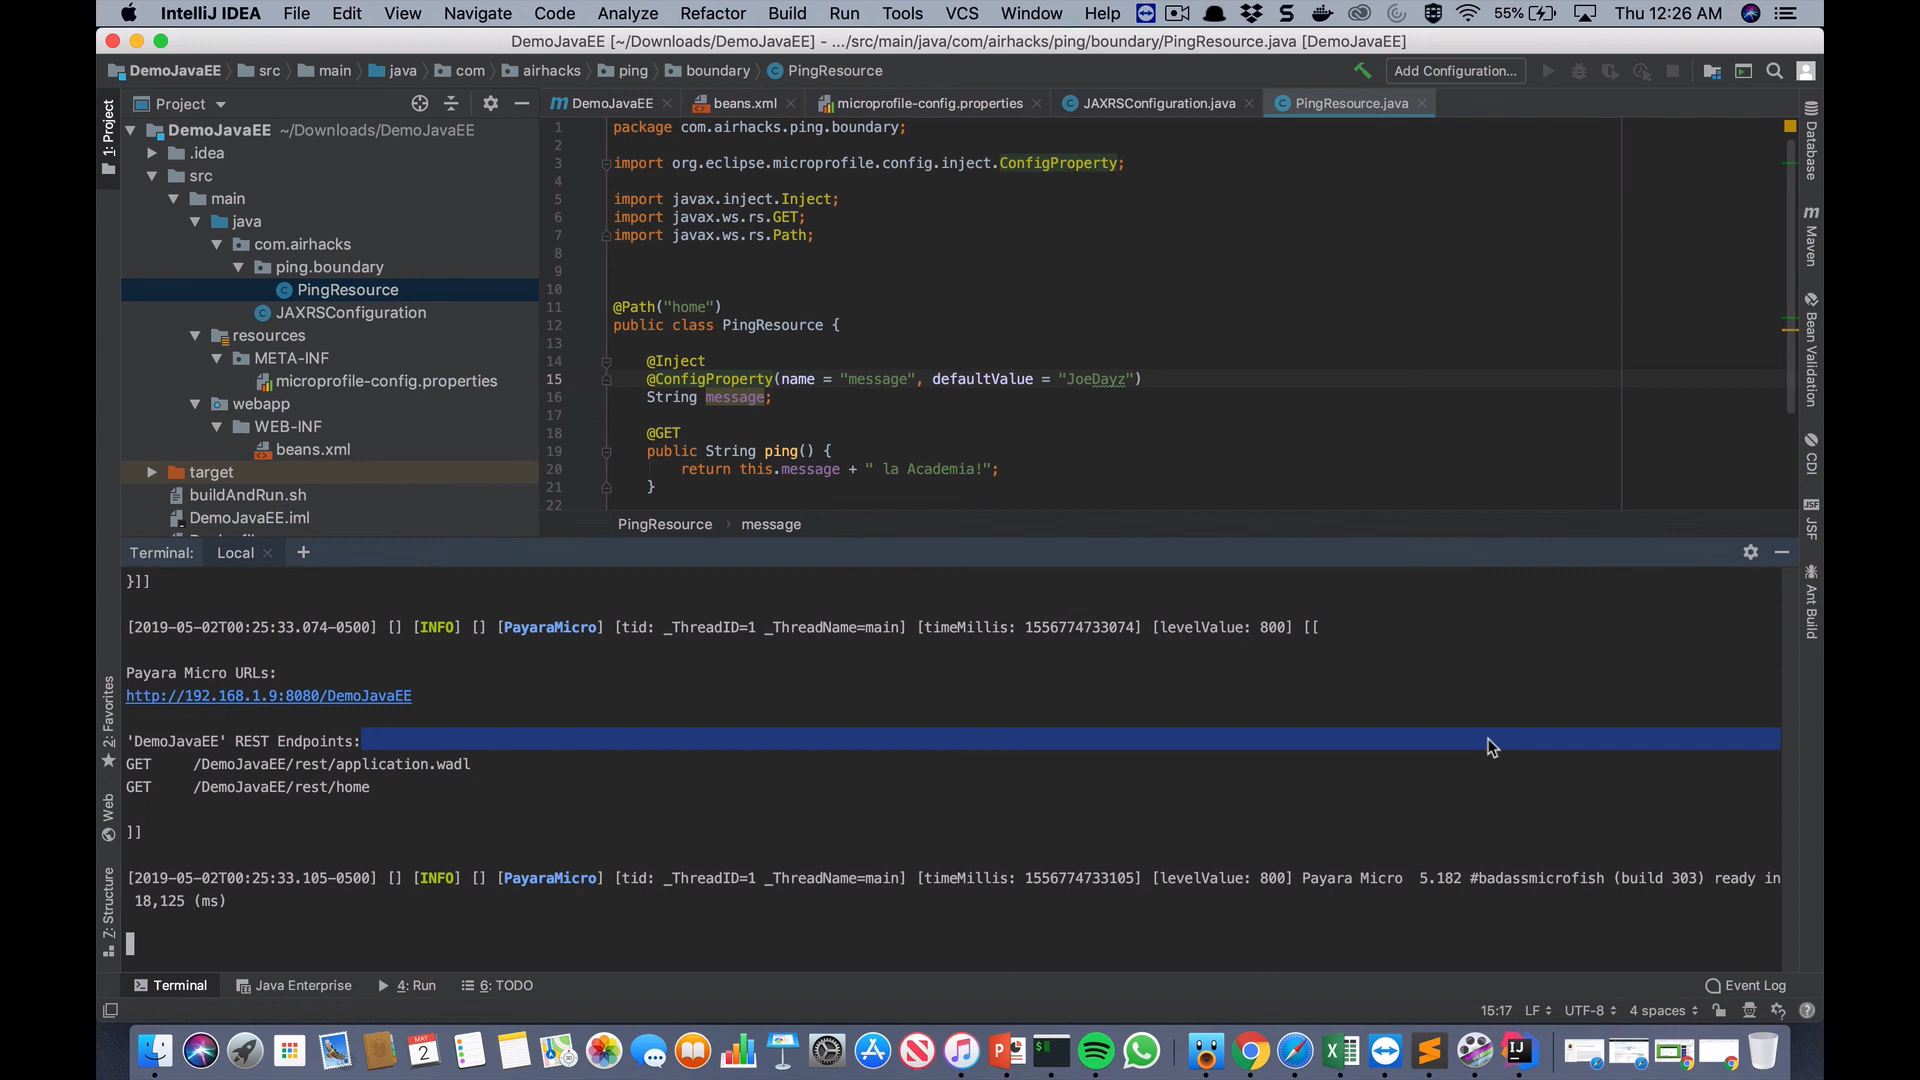 IntelliJ IDEA File Edit View Navigate Code Analyze Refactor Build Run Tools VCS Window Help 55% Thu 12:26 AM
DemoJavaEE [~/Downloads/DemoJavaEE] - .../src/main/java/com/airhacks/ping/boundary/PingResource.java [DemoJavaEE]
DemoJavaEE src main java com airhacks ping boundary PingResource Add Configuration...
Project
DemoJavaEE beans.xml microprofile-config.properties JAXRSConfiguration.java PingResource.java
1: Project
DemoJavaEE ~/Downloads/DemoJavaEE
.idea
src
main
java
com.airhacks
ping.boundary
PingResource
JAXRSConfiguration
resources
META-INF
microprofile-config.properties
webapp
WEB-INF
beans.xml
target
buildAndRun.sh
DemoJavaEE.iml
1 package com.airhacks.ping.boundary;
2
3 import org.eclipse.microprofile.config.inject.ConfigProperty;
4
5 import javax.inject.Inject;
6 import javax.ws.rs.GET;
7 import javax.ws.rs.Path;
8
9
10
11 @Path("home")
12 public class PingResource {
13
14 @Inject
15 @ConfigProperty(name = "message", defaultValue = "JoeDayz")
16 String message;
17
18 @GET
19 public String ping() {
20 return this.message + " la Academia!";
21 }
22
PingResource › message
Database
Maven
Bean Validation
CDI
JSF
Ant Build
Terminal: Local +
}]]
[2019-05-02T00:25:33.074-0500] [] [INFO] [] [PayaraMicro] [tid: _ThreadID=1 _ThreadName=main] [timeMillis: 1556774733074] [levelValue: 800] [[
Payara Micro URLs:
http://192.168.1.9:8080/DemoJavaEE
'DemoJavaEE' REST Endpoints:
GET /DemoJavaEE/rest/application.wadl
GET /DemoJavaEE/rest/home
]]
[2019-05-02T00:25:33.105-0500] [] [INFO] [] [PayaraMicro] [tid: _ThreadID=1 _ThreadName=main] [timeMillis: 1556774733105] [levelValue: 800] Payara Micro 5.182 #badassmicrofish (build 303) ready in
18,125 (ms)
2: Favorites
Web
Z: Structure
Terminal Java Enterprise 4: Run 6: TODO Event Log
15:17 LF UTF-8 4 spaces
MAY
2